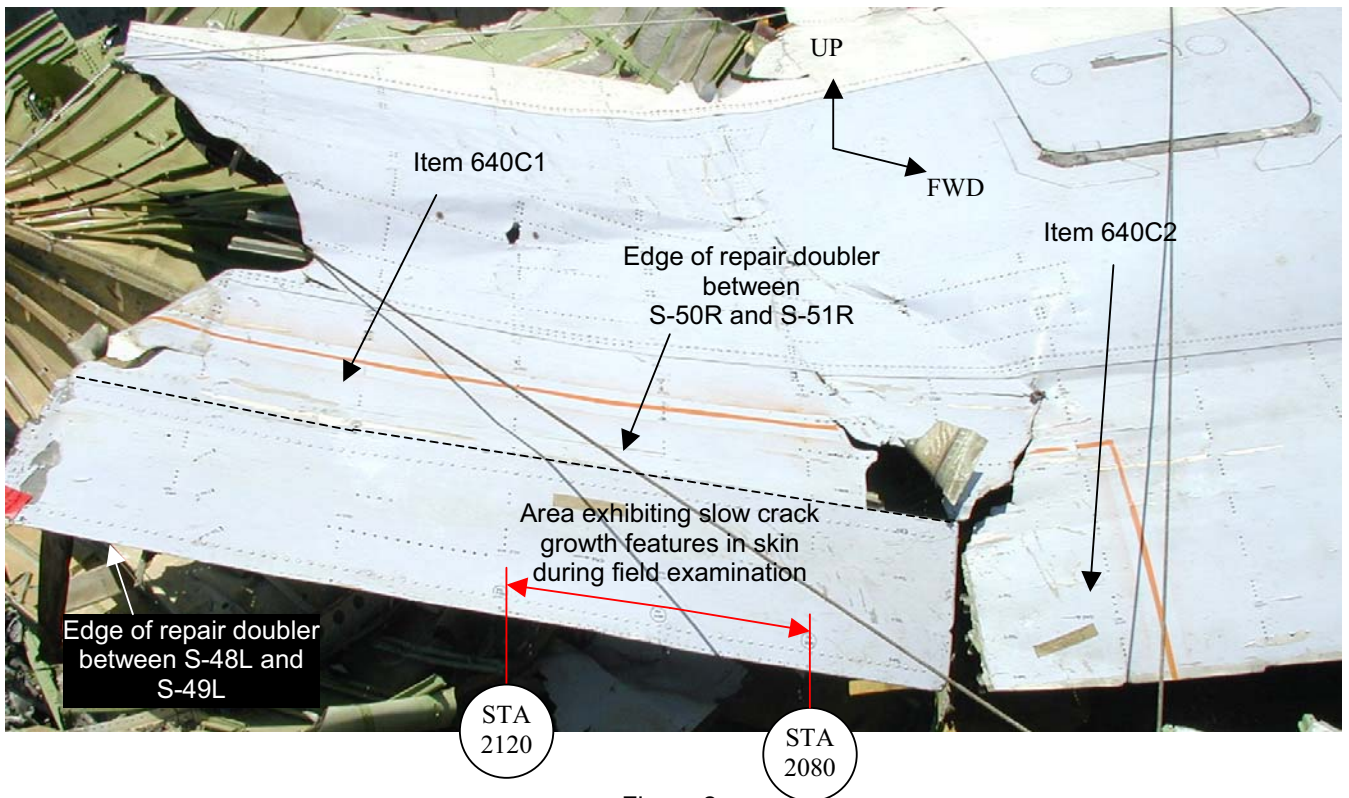 UP
FWD
Item 640C1
Edge of repair doubler
between
S-50R and S-51R
Item 640C2
Area exhibiting slow crack
growth features in skin
during field examination
Edge of repair doubler
between S-48L and
S-49L
STA
2120
STA
2080